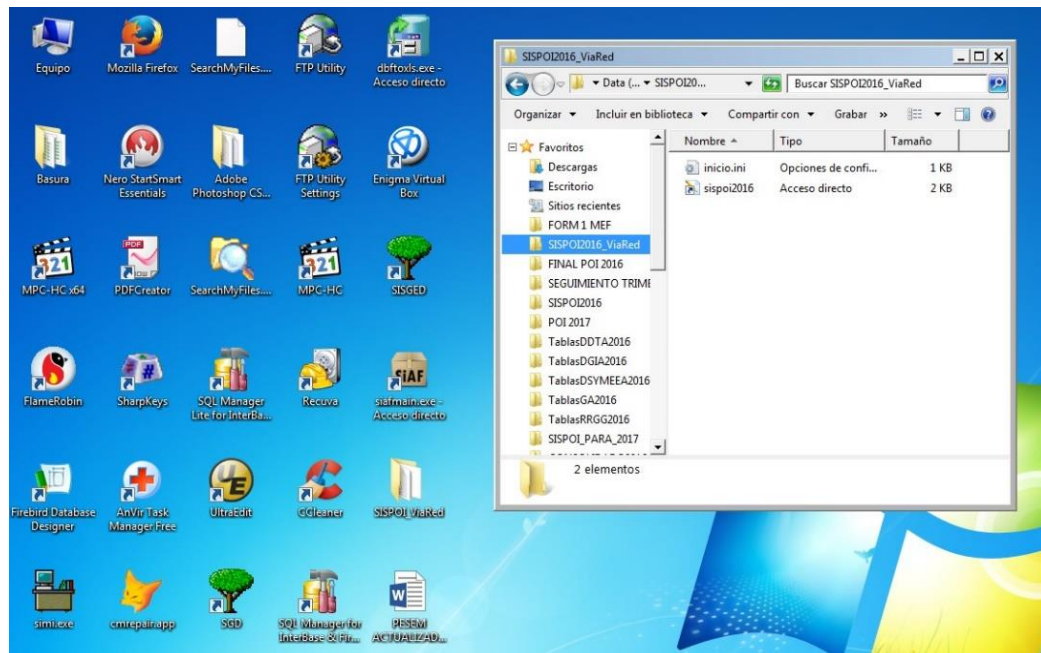 Equipo
Mozilla Firefox
SearchMyFiles....
FTP Utility
dbftoxls.exe -
Acceso directo
Basura
Nero StartSmart
Essentials
Adobe
Photoshop CS...
FTP Utility
Settings
Enigma Virtual
Box
MPC-HC x64
PDFCreator
SearchMyFiles....
MPC-HC
SISGED
FlameRobin
SharpKeys
SQL Manager
Lite for InterBa...
Recuva
SIAF
siafmain.exe -
Acceso directo
Firebird Database
Designer
AnVir Task
Manager Free
UltraEdit
CCleaner
SISPOI_ViaRed
simi.exe
cmrepair.app
SGD
SQL Manager for
InterBase & Fir...
PESEM
ACTUALIZAD...
SISPOI2016_ViaRed
Data (... SISPOI20...
Buscar SISPOI2016_ViaRed
Organizar Incluir en biblioteca Compartir con Grabar »
Nombre Tipo Tamaño
Favoritos
Descargas
Escritorio
Sitios recientes
FORM 1 MEF
SISPOI2016_ViaRed
FINAL POI 2016
SEGUIMIENTO TRIME
SISPOI2016
POI 2017
TablasDDTA2016
TablasDGIA2016
TablasDSYMEEA2016
TablasGA2016
TablasRRGG2016
SISPOI_PARA_2017
inicio.ini Opciones de confi... 1 KB
sispoi2016 Acceso directo 2 KB
2 elementos